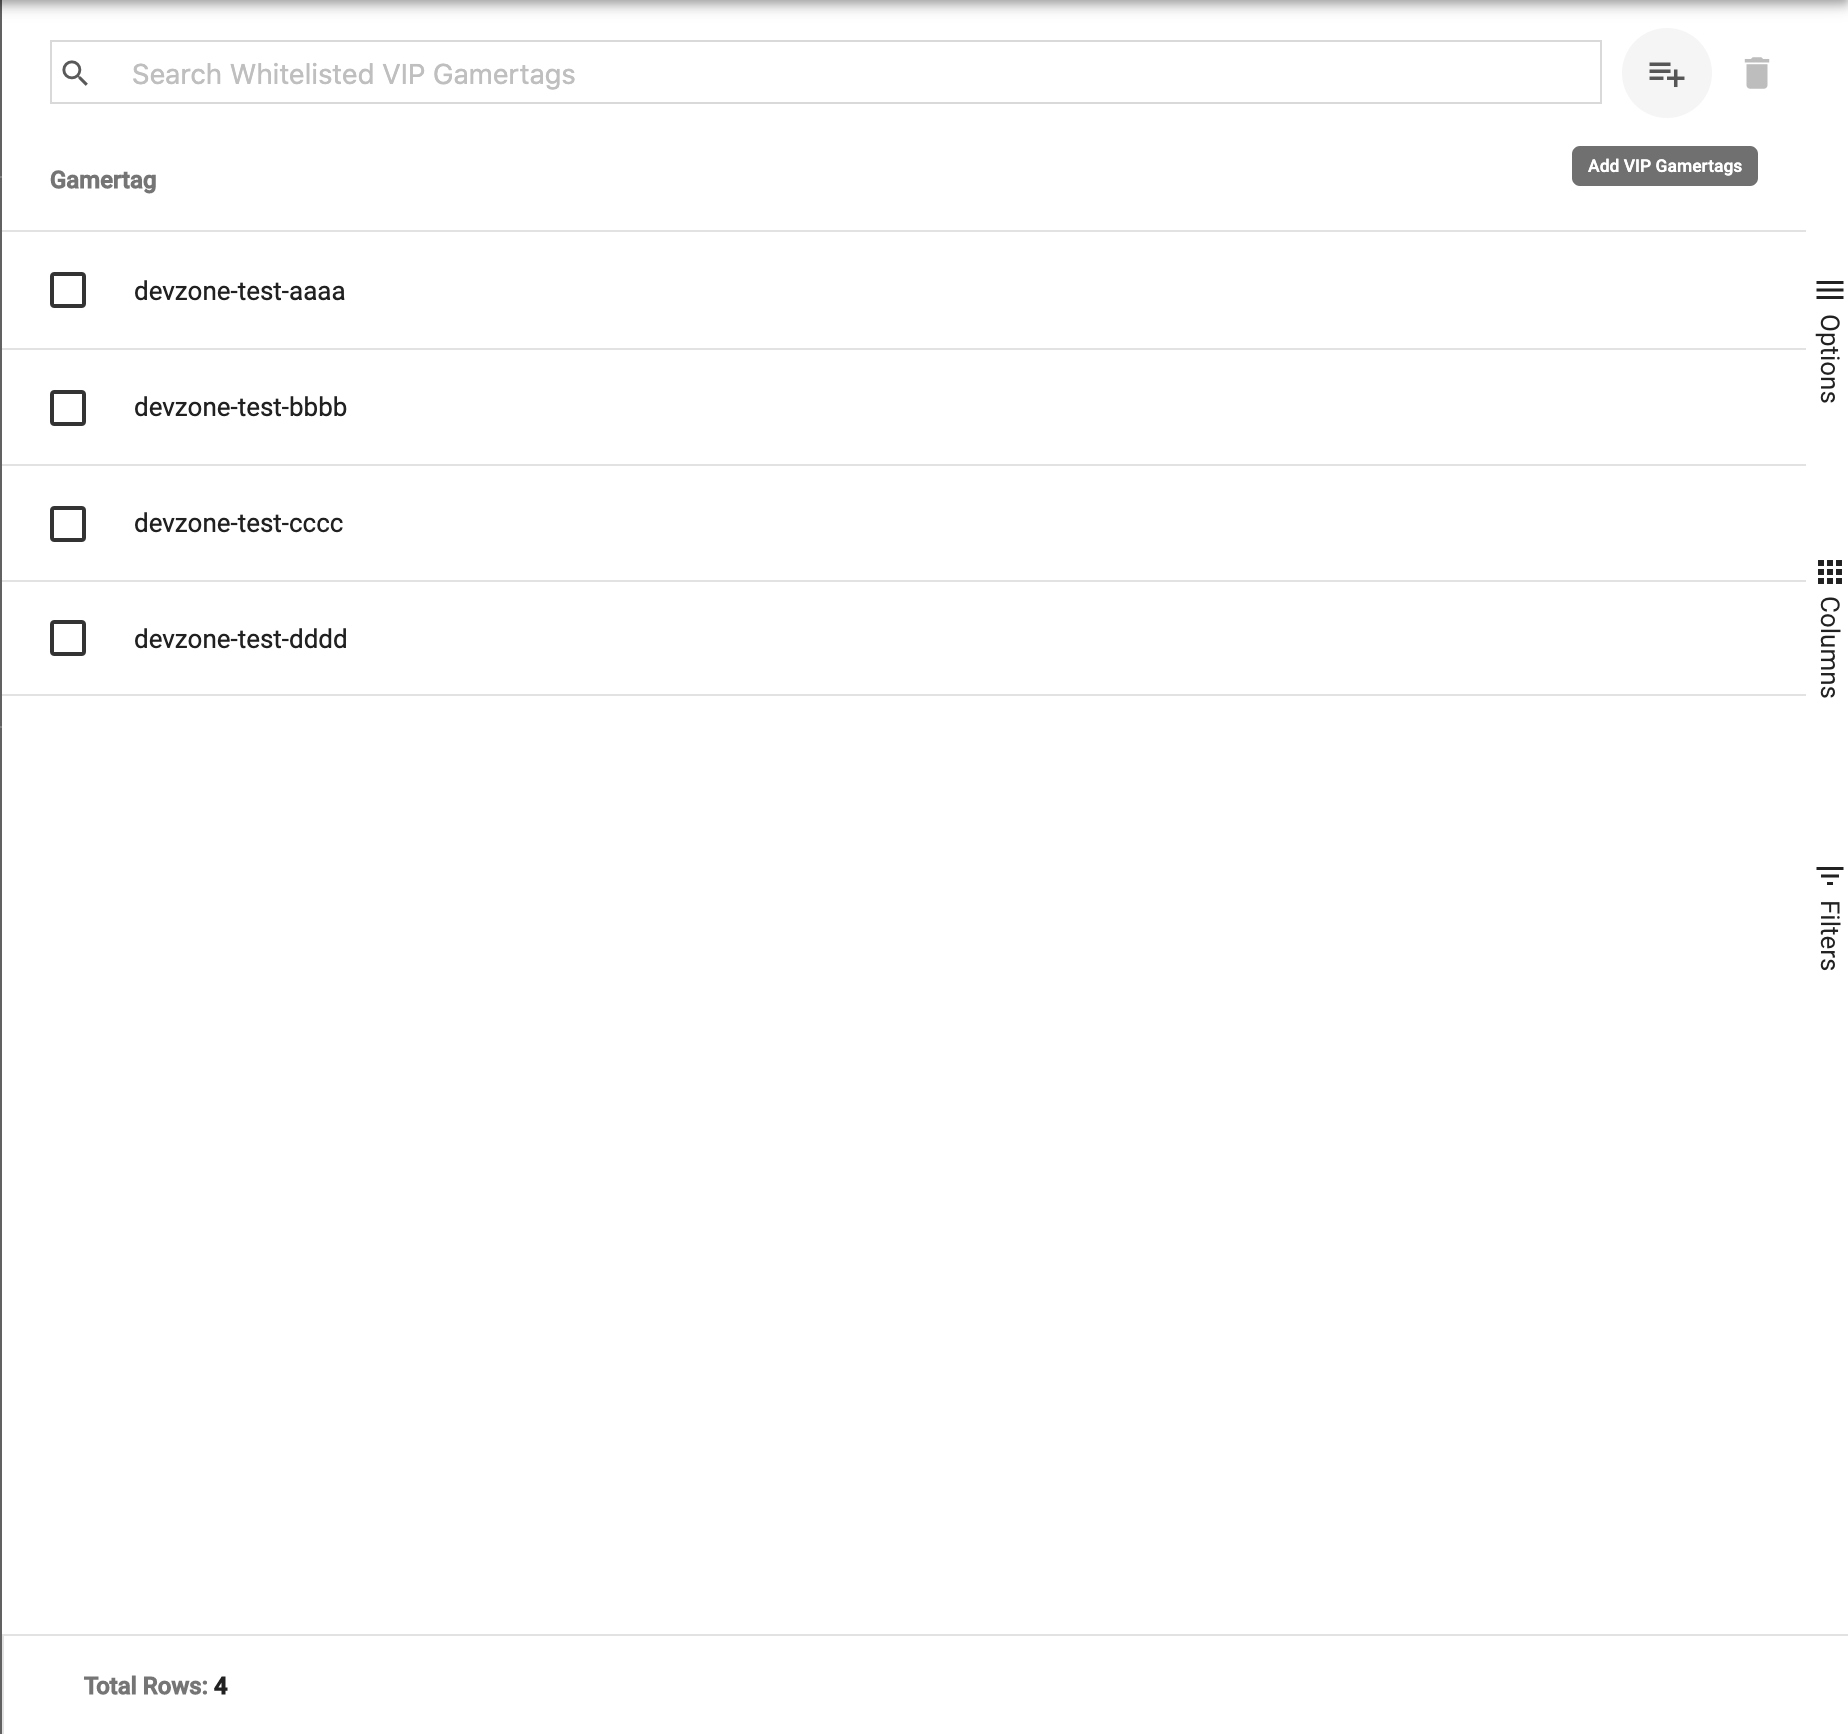 Search Whitelisted VIP Gamertags
Add VIP Gamertags
Gamertag
devzone-test-aaaa
devzone-test-bbbb
devzone-test-cccc
devzone-test-dddd
Options
Columns
Filters
Total Rows: 4